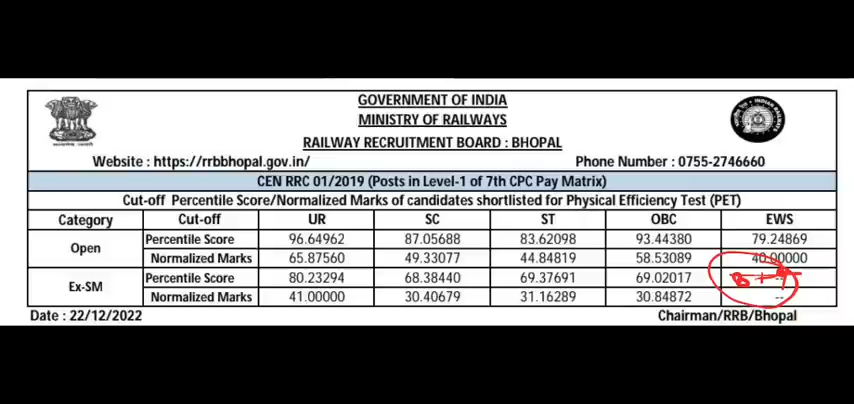 GOVERNMENT OF INDIA
MINISTRY OF RAILWAYS
RAILWAY RECRUITMENT BOARD : BHOPAL
Website : https://rrbbhopal.gov.in/ Phone Number : 0755-2746660
CEN RRC 01/2019 (Posts in Level-1 of 7th CPC Pay Matrix)
Cut-off Percentile Score/Normalized Marks of candidates shortlisted for Physical Efficiency Test (PET)
Category Cut-off UR SC ST OBC EWS
Open Percentile Score 96.64962 87.05688 83.62098 93.44380 79.24869
Normalized Marks 65.87560 49.33077 44.84819 58.53089 40.00000
Ex-SM Percentile Score 80.23294 68.38440 69.37691 69.02017 --
Normalized Marks 41.00000 30.40679 31.16289 30.84872 --
Date : 22/12/2022 Chairman/RRB/Bhopal